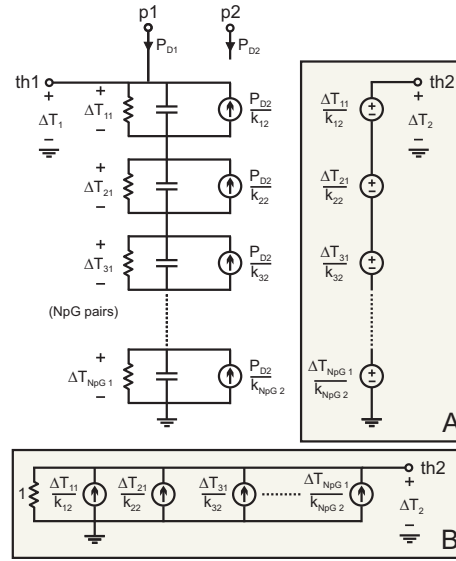 p1 p2
P_D1 P_D2
th1
+ ΔT_1 −
+ ΔT_11 −
P_D2 / k_12
+ ΔT_21 −
P_D2 / k_22
+ ΔT_31 −
P_D2 / k_32
(NpG pairs)
+ ΔT_NpG 1 −
P_D2 / k_NpG 2
th2
+ ΔT_2 −
ΔT_11 / k_12
ΔT_21 / k_22
ΔT_31 / k_32
ΔT_NpG 1 / k_NpG 2
A
1
ΔT_11 / k_12
ΔT_21 / k_22
ΔT_31 / k_32
ΔT_NpG 1 / k_NpG 2
th2
+ ΔT_2 −
B